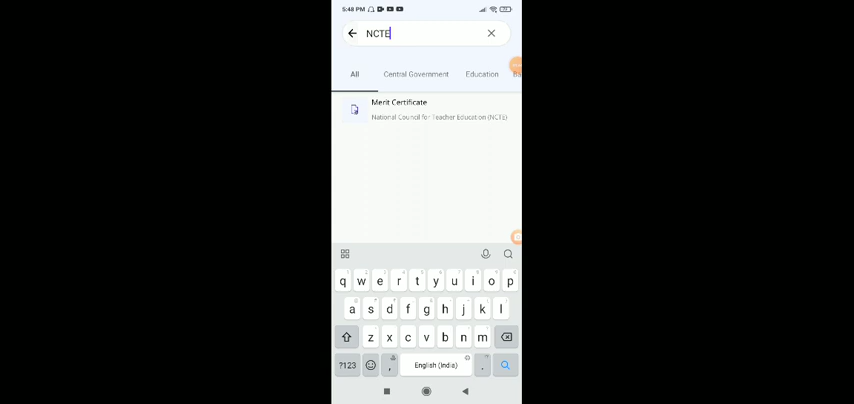 5:48 PM
NCTE
All Central Government Education
Merit Certificate
National Council for Teacher Education (NCTE)
q w e r t y u i o p
a s d f g h j k l
z x c v b n m
?123 , English (India) .